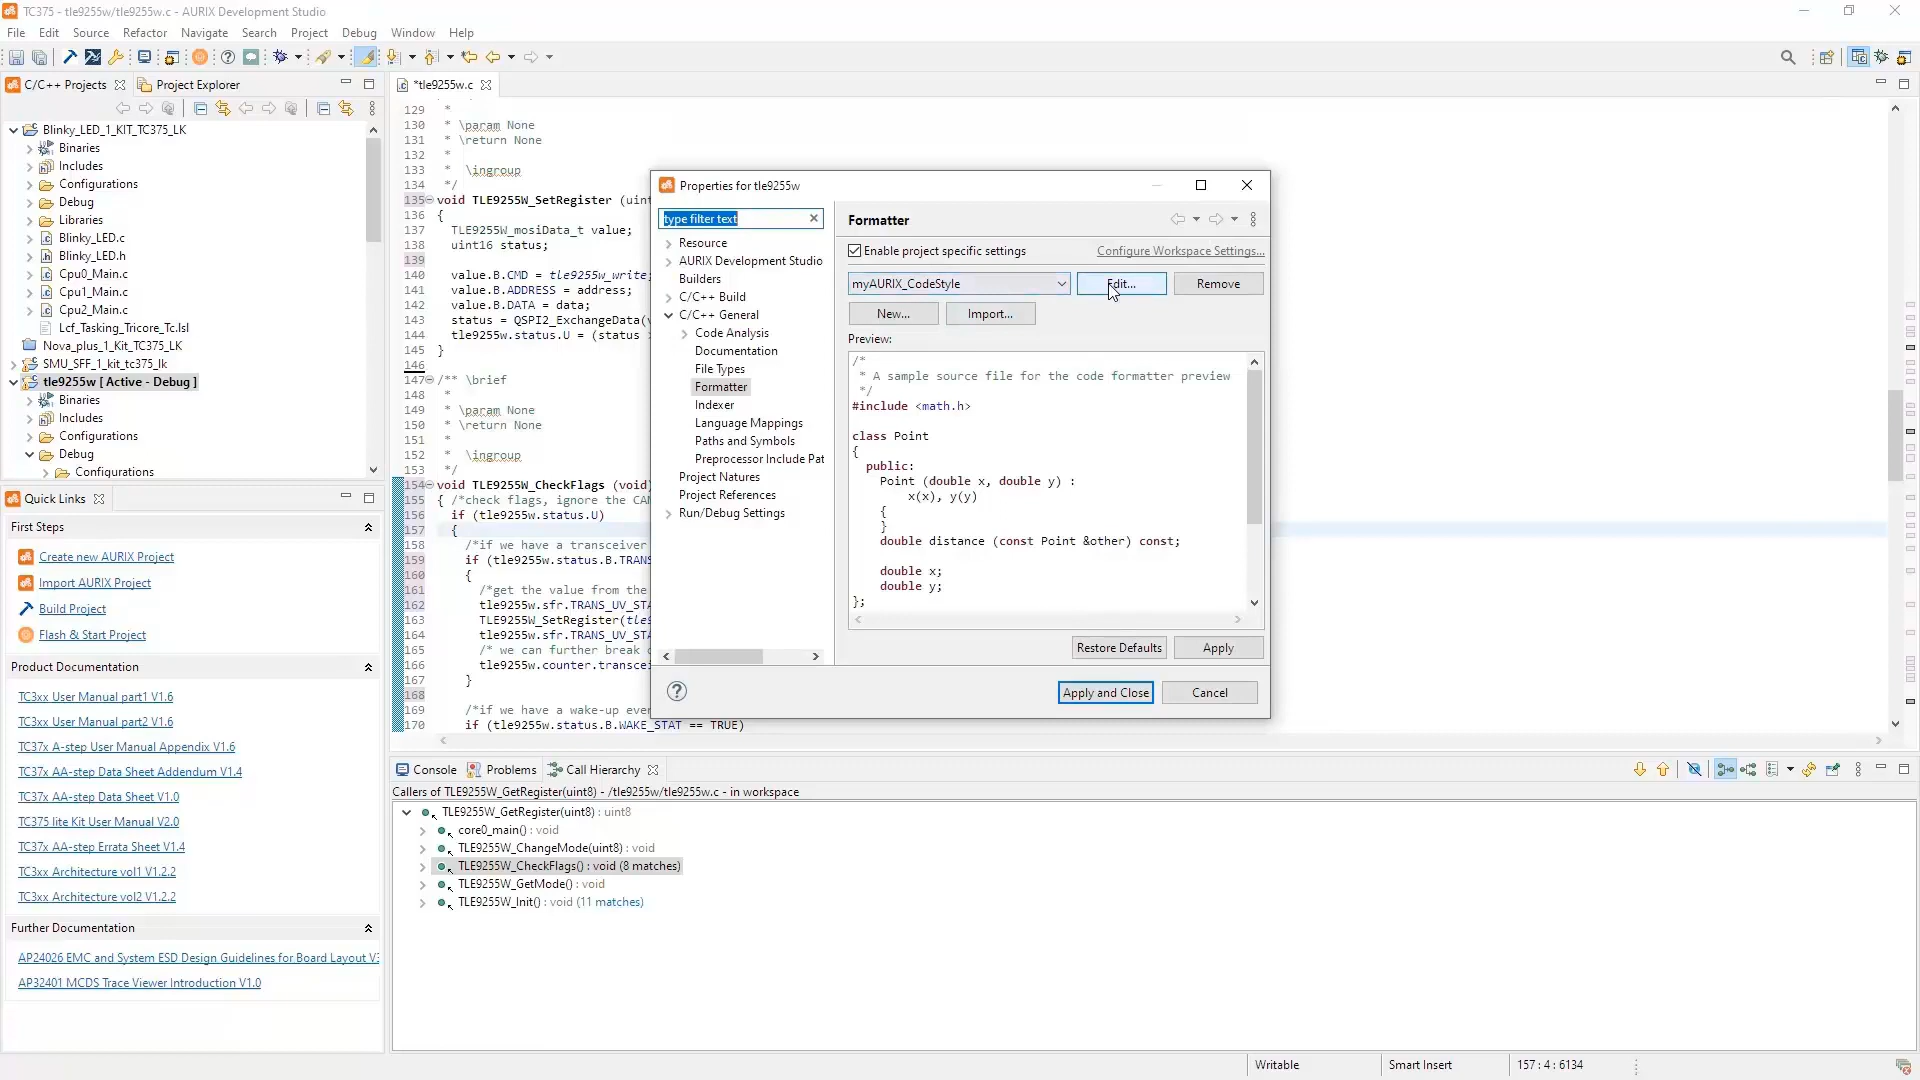 TC375 - tle9255w/tle9255w.c - AURIX Development Studio
File Edit Source Refactor Navigate Search Project Debug Window Help
C/C++ Projects
Project Explorer
Blinky_LED_1_KIT_TC375_LK
Binaries
Includes
Configurations
Debug
Libraries
Blinky_LED.c
Blinky_LED.h
Cpu0_Main.c
Cpu1_Main.c
Cpu2_Main.c
Lcf_Tasking_Tricore_Tc.lsl
Nova_plus_1_Kit_TC375_LK
SMU_SFF_1_kit_tc375_lk
tle9255w [ Active - Debug ]
Binaries
Includes
Configurations
Debug
Configurations
Quick Links
First Steps
Create new AURIX Project
Import AURIX Project
Build Project
Flash & Start Project
Product Documentation
TC3xx User Manual part1 V1.6
TC3xx User Manual part2 V1.6
TC37x A-step User Manual Appendix V1.6
TC37x AA-step Data Sheet Addendum V1.4
TC37x AA-step Data Sheet V1.0
TC375 lite Kit User Manual V2.0
TC37x AA-step Errata Sheet V1.4
TC3xx Architecture vol1 V1.2.2
TC3xx Architecture vol2 V1.2.2
Further Documentation
AP24026 EMC and System ESD Design Guidelines for Board Layout V3
AP32401 MCDS Trace Viewer Introduction V1.0
*tle9255w.c
129 *
130 * \param None
131 * \return None
132 *
133 * \ingroup
134 */
135 void TLE9255W_SetRegister (uint
136 {
137 TLE9255W_mosiData_t value;
138 uint16 status;
139
140 value.B.CMD = tle9255w_write;
141 value.B.ADDRESS = address;
142 value.B.DATA = data;
143 status = QSPI2_ExchangeData(v
144 tle9255w.status.U = (status
145 }
146
147 /** \brief
148 *
149 * \param None
150 * \return None
151 *
152 * \ingroup
153 */
154 void TLE9255W_CheckFlags (void)
155 { /*check flags, ignore the CAN
156 if (tle9255w.status.U)
157 {
158 /*if we have a transceiver
159 if (tle9255w.status.B.TRANS
160 {
161 /*get the value from the
162 tle9255w.sfr.TRANS_UV_STA
163 TLE9255W_SetRegister(tle9
164 tle9255w.sfr.TRANS_UV_STA
165 /* we can further break d
166 tle9255w.counter.transcei
167 }
168
169 /*if we have a wake-up even
170 if (tle9255w.status.B.WAKE_STAT == TRUE)
Properties for tle9255w
type filter text
Resource
AURIX Development Studio
Builders
C/C++ Build
C/C++ General
Code Analysis
Documentation
File Types
Formatter
Indexer
Language Mappings
Paths and Symbols
Preprocessor Include Pat
Project Natures
Project References
Run/Debug Settings
Formatter
Enable project specific settings
Configure Workspace Settings...
myAURIX_CodeStyle
Edit...
Remove
New...
Import...
Preview:
/*
* A sample source file for the code formatter preview
*/
#include <math.h>
class Point
{
public:
Point (double x, double y) :
x(x), y(y)
{
}
double distance (const Point &other) const;
double x;
double y;
};
Restore Defaults
Apply
Apply and Close
Cancel
Console
Problems
Call Hierarchy
Callers of TLE9255W_GetRegister(uint8) - /tle9255w/tle9255w.c - in workspace
TLE9255W_GetRegister(uint8) : uint8
core0_main() : void
TLE9255W_ChangeMode(uint8) : void
TLE9255W_CheckFlags() : void (8 matches)
TLE9255W_GetMode() : void
TLE9255W_Init() : void (11 matches)
Writable
Smart Insert
157 : 4 : 6134